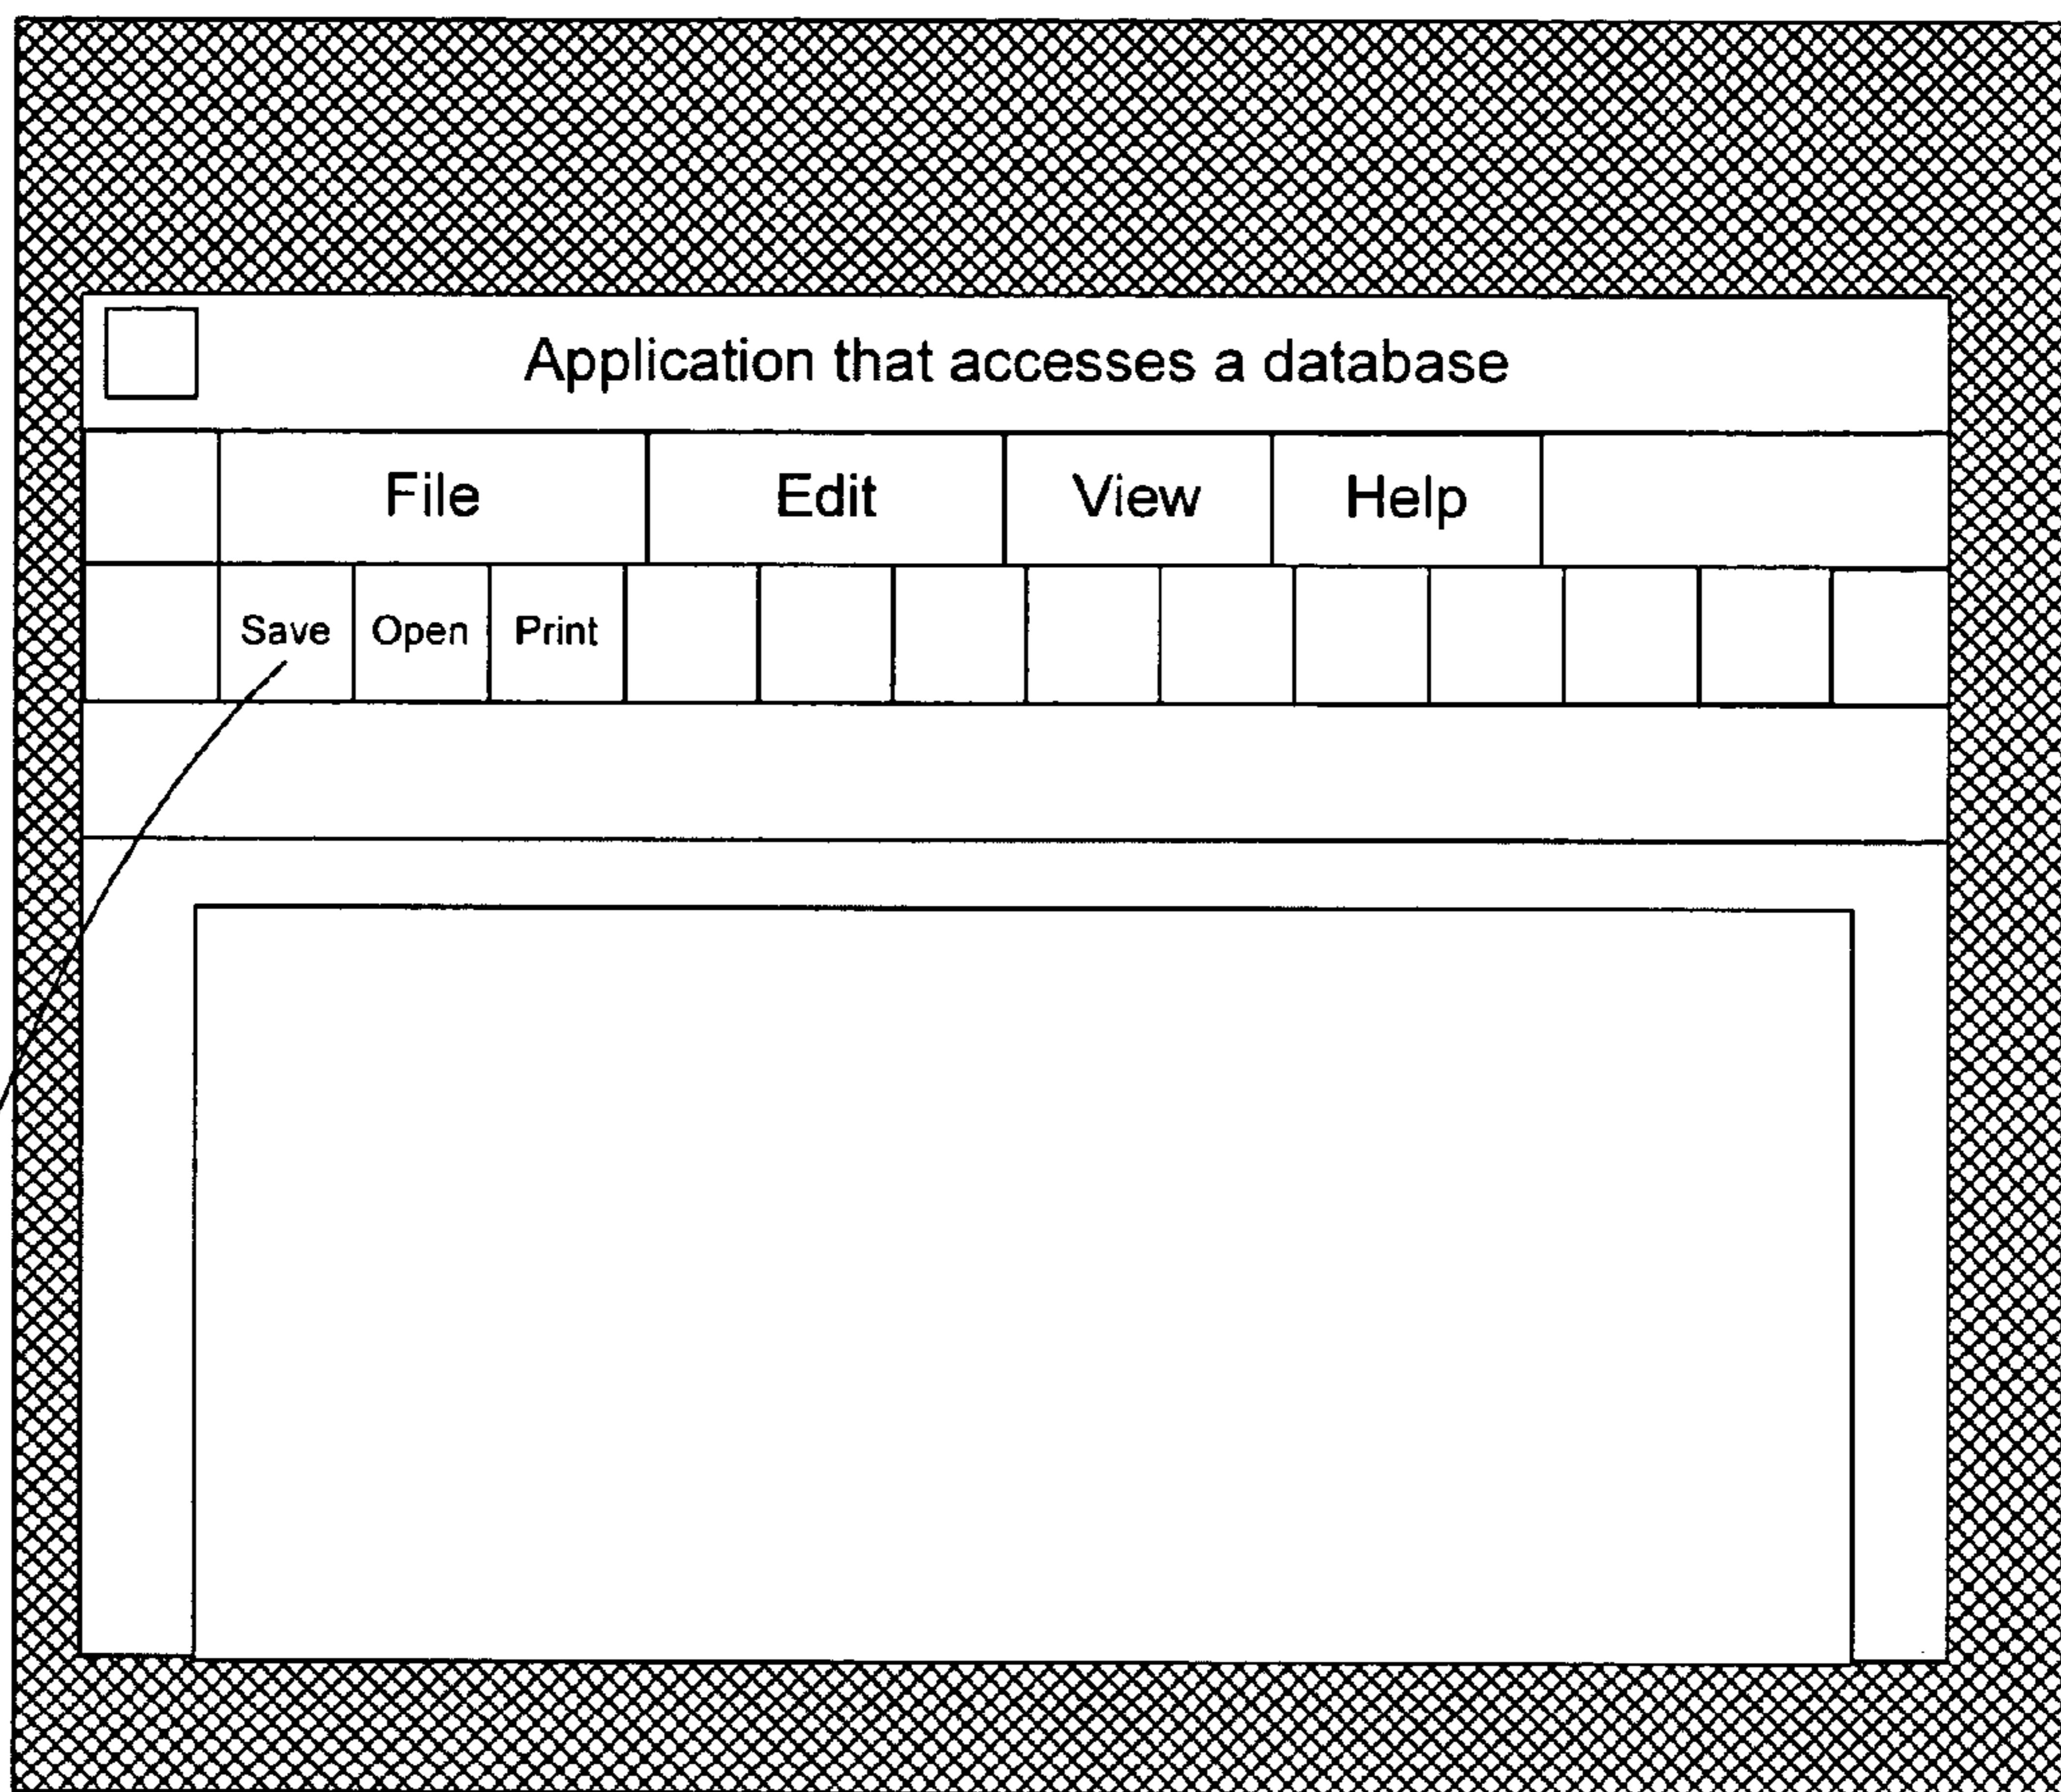 Application that accesses a database
File Edit View Help
Save Open Print